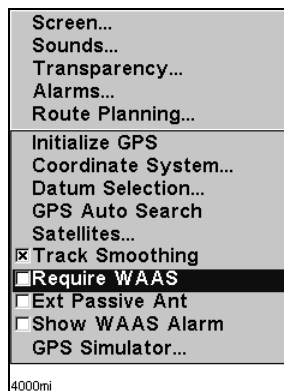 Screen...
Sounds...
Transparency...
Alarms...
Route Planning...
Initialize GPS
Coordinate System...
Datum Selection...
GPS Auto Search
Satellites...
Track Smoothing
Require WAAS
Ext Passive Ant
Show WAAS Alarm
GPS Simulator...
4000mi